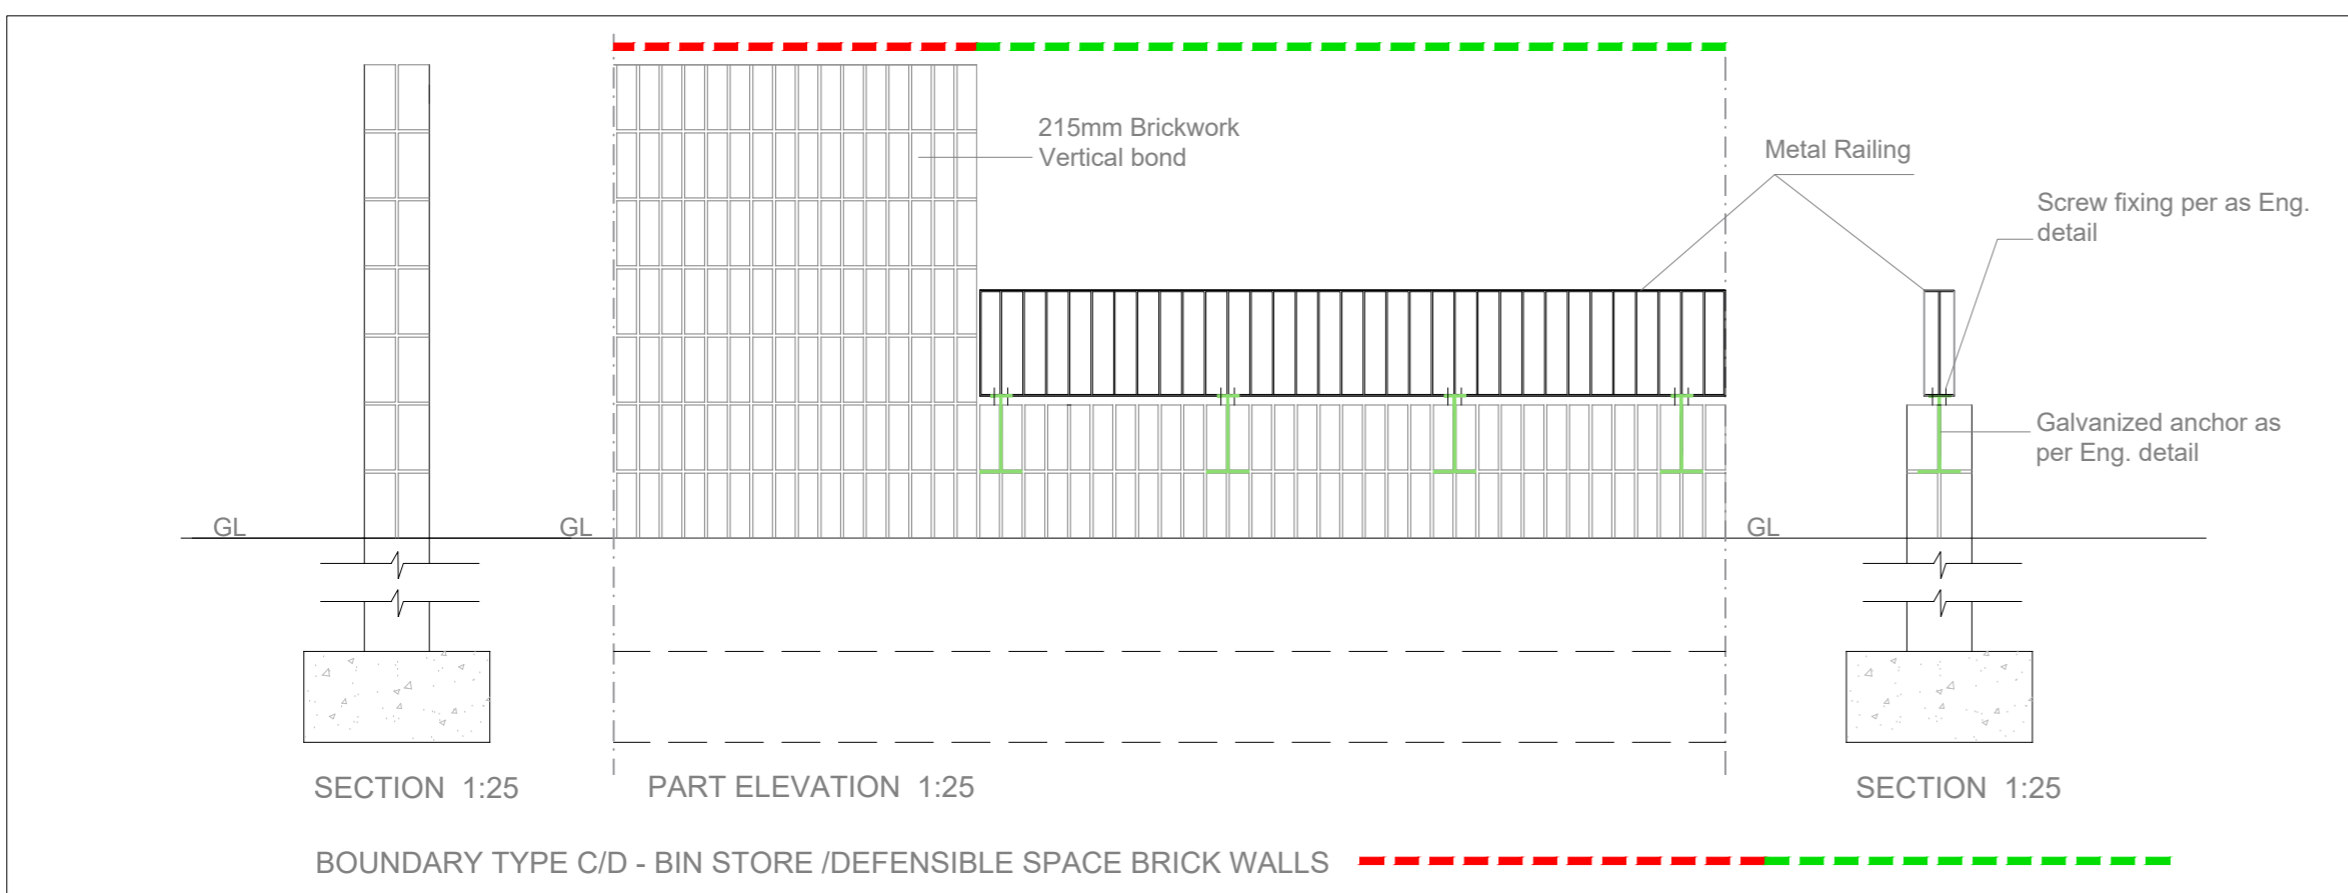 215mm Brickwork
Vertical bond
Metal Railing
Screw fixing per as Eng.
detail
Galvanized anchor as
per Eng. detail
GL
GL
GL
SECTION 1:25
PART ELEVATION 1:25
SECTION 1:25
BOUNDARY TYPE C/D - BIN STORE /DEFENSIBLE SPACE BRICK WALLS